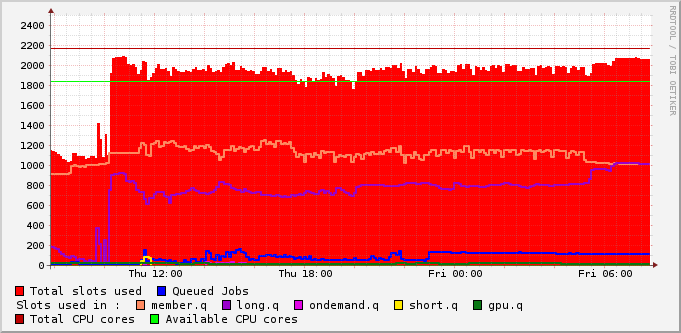 RRDTOOL / TOBI OETIKER
2400
2200
2000
1800
1600
1400
1200
1000
800
600
400
200
0
Thu 12:00 Thu 18:00 Fri 00:00 Fri 06:00
Total slots used Queued Jobs
Slots used in : member.q long.q ondemand.q short.q gpu.q
Total CPU cores Available CPU cores